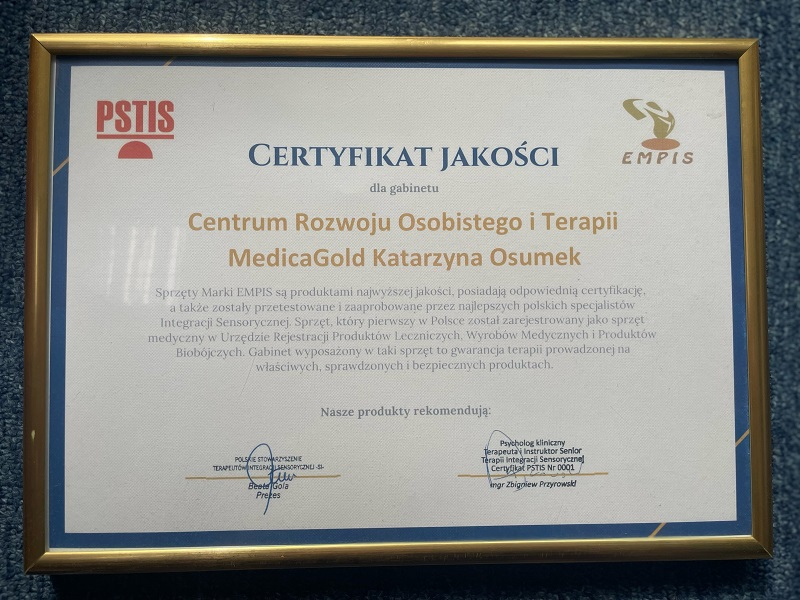 PSTIS
EMPIS
CERTYFIKAT JAKOŚCI
dla gabinetu
Centrum Rozwoju Osobistego i Terapii
MedicaGold Katarzyna Osumek
Sprzęty Marki EMPIS są produktami najwyższej jakości, posiadają odpowiednią certyfikację,
a także zostały przetestowane i zaaprobowane przez najlepszych polskich specjalistów
Integracji Sensorycznej. Sprzęt, który pierwszy w Polsce został zarejestrowany jako sprzęt
medyczny w Urzędzie Rejestracji Produktów Leczniczych, Wyrobów Medycznych i Produktów
Biobójczych. Gabinet wyposażony w taki sprzęt to gwarancja terapii prowadzonej na
właściwych, sprawdzonych i bezpiecznych produktach.
Nasze produkty rekomendują:
POLSKIE STOWARZYSZENIE
TERAPEUTÓW INTEGRACJI SENSORYCZNEJ -SI-
Beata Gola
Prezes
Psycholog kliniczny
Terapeuta i Instruktor Senior
Terapii Integracji Sensorycznej
Certyfikat PSTIS Nr 0001
mgr Zbigniew Przyrowski